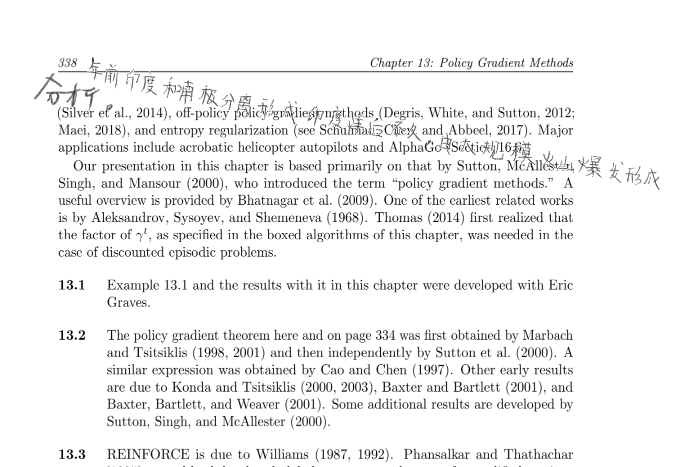 338
Chapter 13: Policy Gradient Methods
年前印度和南极分离形成印度 由大规模火山爆发形成
分析。
(Silver et al., 2014), off-policy policy-gradient methods (Degris, White, and Sutton, 2012;
Maei, 2018), and entropy regularization (see Schulman, Chen, and Abbeel, 2017). Major
applications include acrobatic helicopter autopilots and AlphaGo (Section 16.6).
Our presentation in this chapter is based primarily on that by Sutton, McAllester,
Singh, and Mansour (2000), who introduced the term “policy gradient methods.” A
useful overview is provided by Bhatnagar et al. (2009). One of the earliest related works
is by Aleksandrov, Sysoyev, and Shemeneva (1968). Thomas (2014) first realized that
the factor of γᵗ, as specified in the boxed algorithms of this chapter, was needed in the
case of discounted episodic problems.
13.1 Example 13.1 and the results with it in this chapter were developed with Eric
Graves.
13.2 The policy gradient theorem here and on page 334 was first obtained by Marbach
and Tsitsiklis (1998, 2001) and then independently by Sutton et al. (2000). A
similar expression was obtained by Cao and Chen (1997). Other early results
are due to Konda and Tsitsiklis (2000, 2003), Baxter and Bartlett (2001), and
Baxter, Bartlett, and Weaver (2001). Some additional results are developed by
Sutton, Singh, and McAllester (2000).
13.3 REINFORCE is due to Williams (1987, 1992). Phansalkar and Thathachar